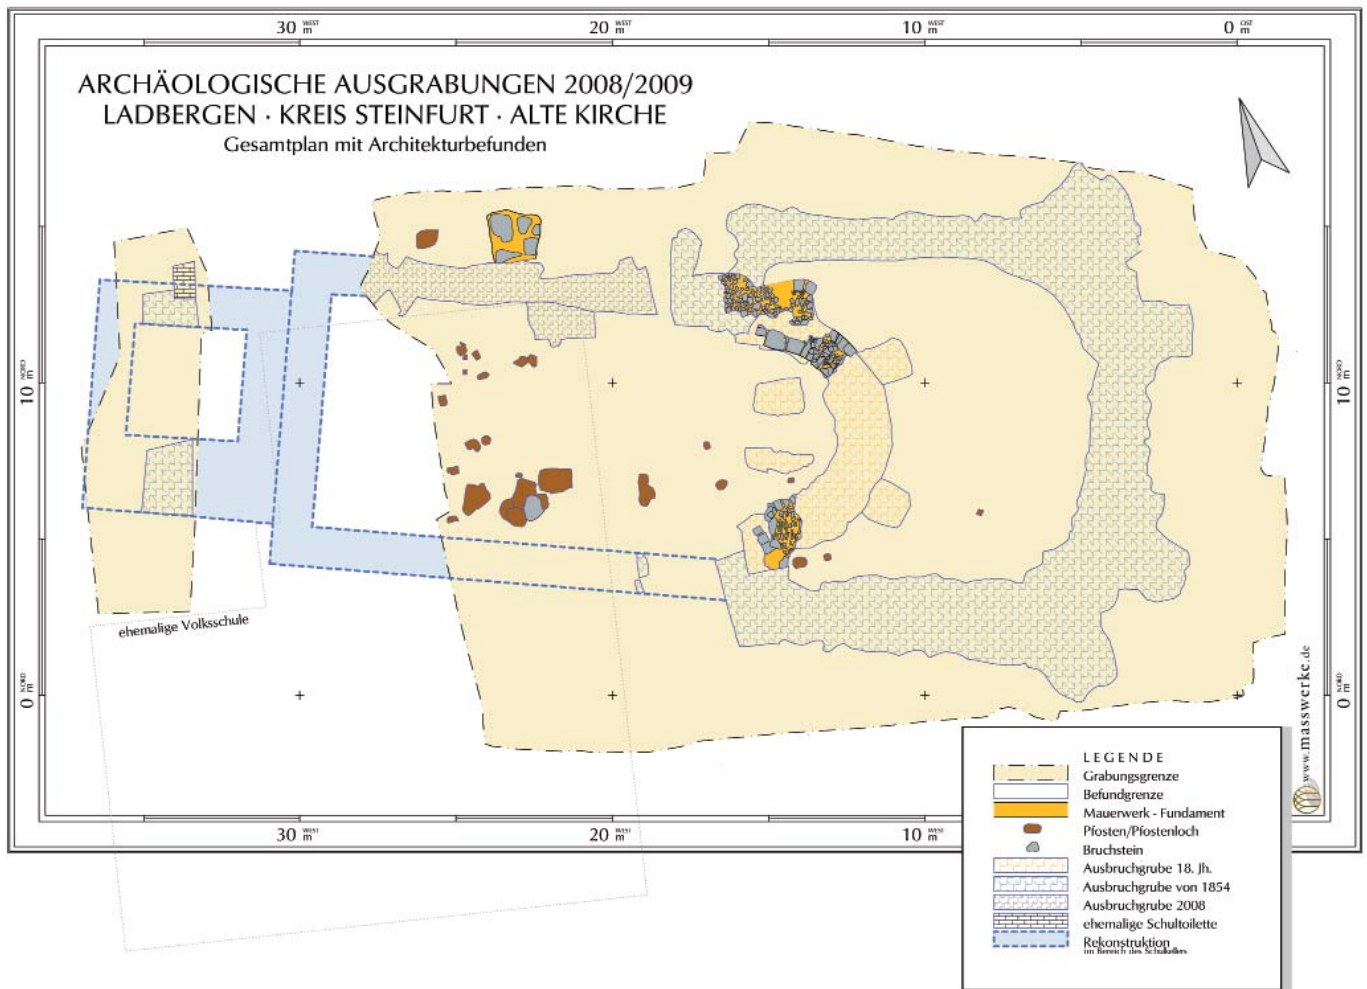 30 m WEST
20 m WEST
10 m WEST
0 m OST
ARCHÄOLOGISCHE AUSGRABUNGEN 2008/2009
LADBERGEN · KREIS STEINFURT · ALTE KIRCHE
Gesamtplan mit Architekturbefunden
10 m NORD
10 m NORD
ehemalige Volksschule
0 m NORD
0 m NORD
www.masswerke.de
30 m WEST
20 m WEST
10 m WEST
LEGENDE
Grabungsgrenze
Befundgrenze
Mauerwerk - Fundament
Pfosten/Pfostenloch
Bruchstein
Ausbruchgrube 18. Jh.
Ausbruchgrube von 1854
Ausbruchgrube 2008
ehemalige Schultoilette
Rekonstruktion
im Bereich des Schulkellers